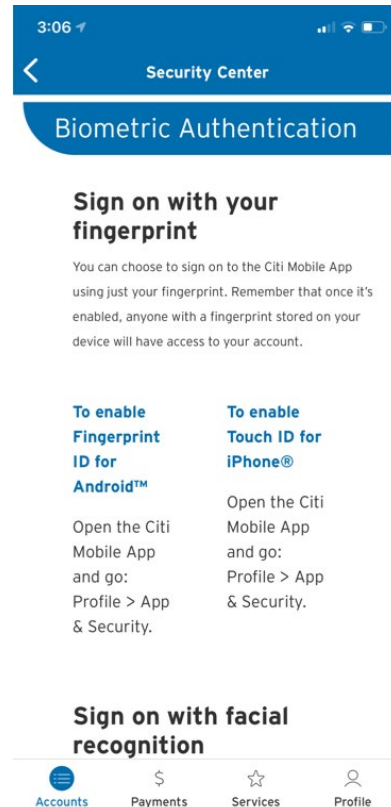 3:06
Security Center
Biometric Authentication
Sign on with your
fingerprint
You can choose to sign on to the Citi Mobile App
using just your fingerprint. Remember that once it's
enabled, anyone with a fingerprint stored on your
device will have access to your account.
To enable
Fingerprint
ID for
Android™
Open the Citi
Mobile App
and go:
Profile > App
& Security.
To enable
Touch ID for
iPhone®
Open the Citi
Mobile App
and go:
Profile > App
& Security.
Sign on with facial
recognition
Accounts
Payments
Services
Profile